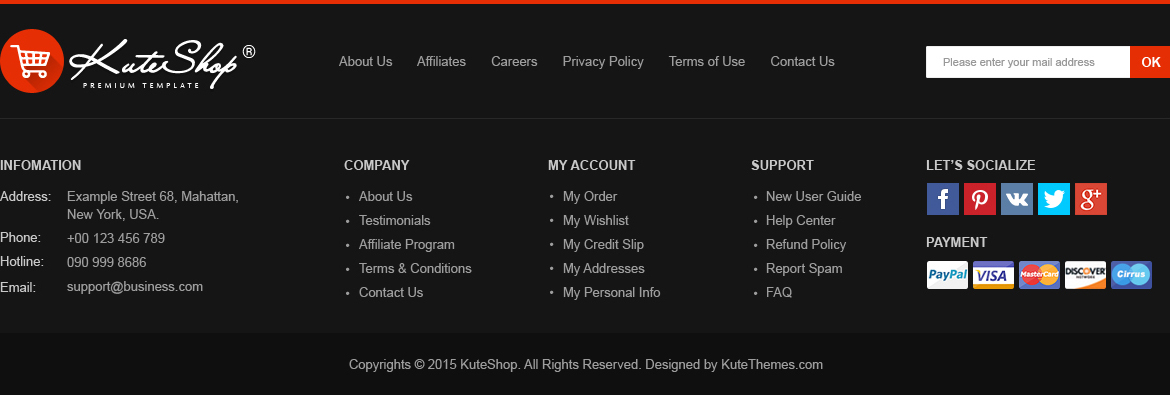 KuteShop ®
PREMIUM TEMPLATE
About Us Affiliates Careers Privacy Policy Terms of Use Contact Us
Please enter your mail address OK
INFOMATION
Address: Example Street 68, Mahattan,
New York, USA.
Phone: +00 123 456 789
Hotline: 090 999 8686
Email: support@business.com
COMPANY
• About Us
• Testimonials
• Affiliate Program
• Terms & Conditions
• Contact Us
MY ACCOUNT
• My Order
• My Wishlist
• My Credit Slip
• My Addresses
• My Personal Info
SUPPORT
• New User Guide
• Help Center
• Refund Policy
• Report Spam
• FAQ
LET'S SOCIALIZE
f g+
PAYMENT
PayPal VISA MasterCard DISCOVER NETWORK Cirrus
Copyrights © 2015 KuteShop. All Rights Reserved. Designed by KuteThemes.com